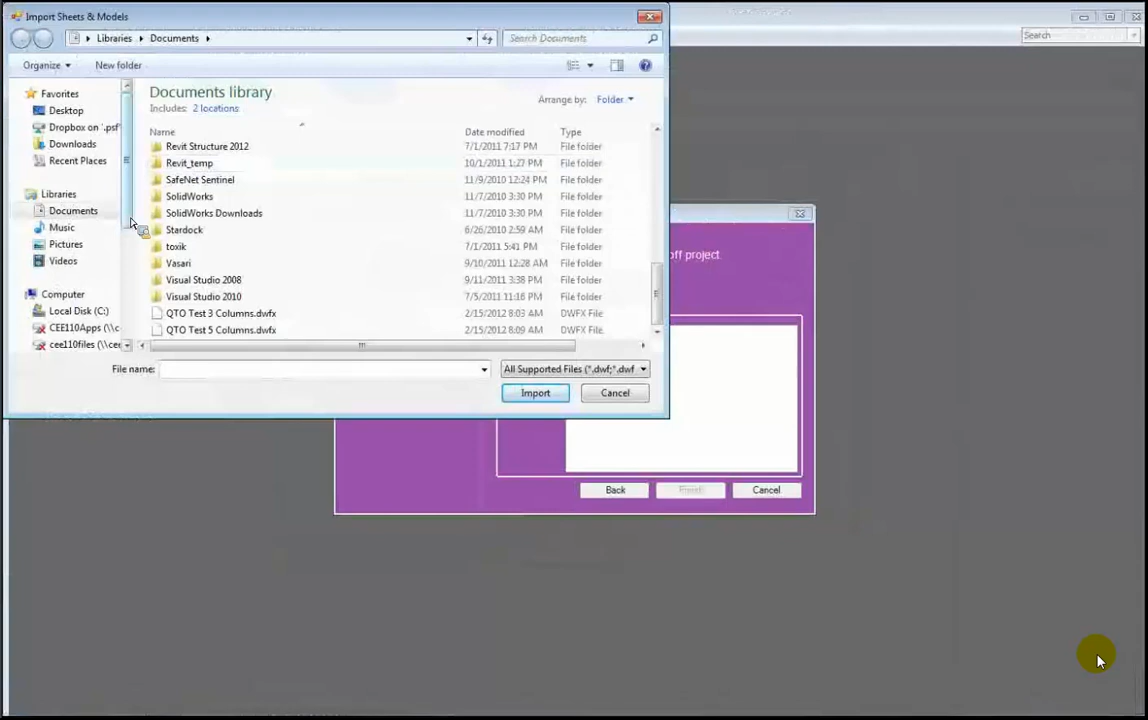 Import Sheets & Models
Libraries Documents
Search Documents
Search
Organize New folder
Favorites
Desktop
Dropbox on '.psf'
Downloads
Recent Places
Libraries
Documents
Music
Pictures
Videos
Computer
Local Disk (C:)
CEE110Apps (\\c
cee110files (\\cer
Documents library
Includes: 2 locations
Arrange by: Folder
Name Date modified Type
Revit Structure 2012 7/1/2011 7:17 PM File folder
Revit_temp 10/1/2011 1:27 PM File folder
SafeNet Sentinel 11/9/2010 12:24 PM File folder
SolidWorks 11/7/2010 3:30 PM File folder
SolidWorks Downloads 11/7/2010 3:30 PM File folder
Stardock 6/26/2010 2:59 AM File folder
toxik 7/1/2011 5:41 PM File folder
Vasari 9/10/2011 12:28 AM File folder
Visual Studio 2008 9/11/2011 3:38 PM File folder
Visual Studio 2010 7/5/2011 11:16 PM File folder
QTO Test 3 Columns.dwfx 2/15/2012 8:03 AM DWFX File
QTO Test 5 Columns.dwfx 2/15/2012 8:09 AM DWFX File
File name: All Supported Files (*.dwf;*.dwf
Import Cancel
off project.
Back Finish Cancel